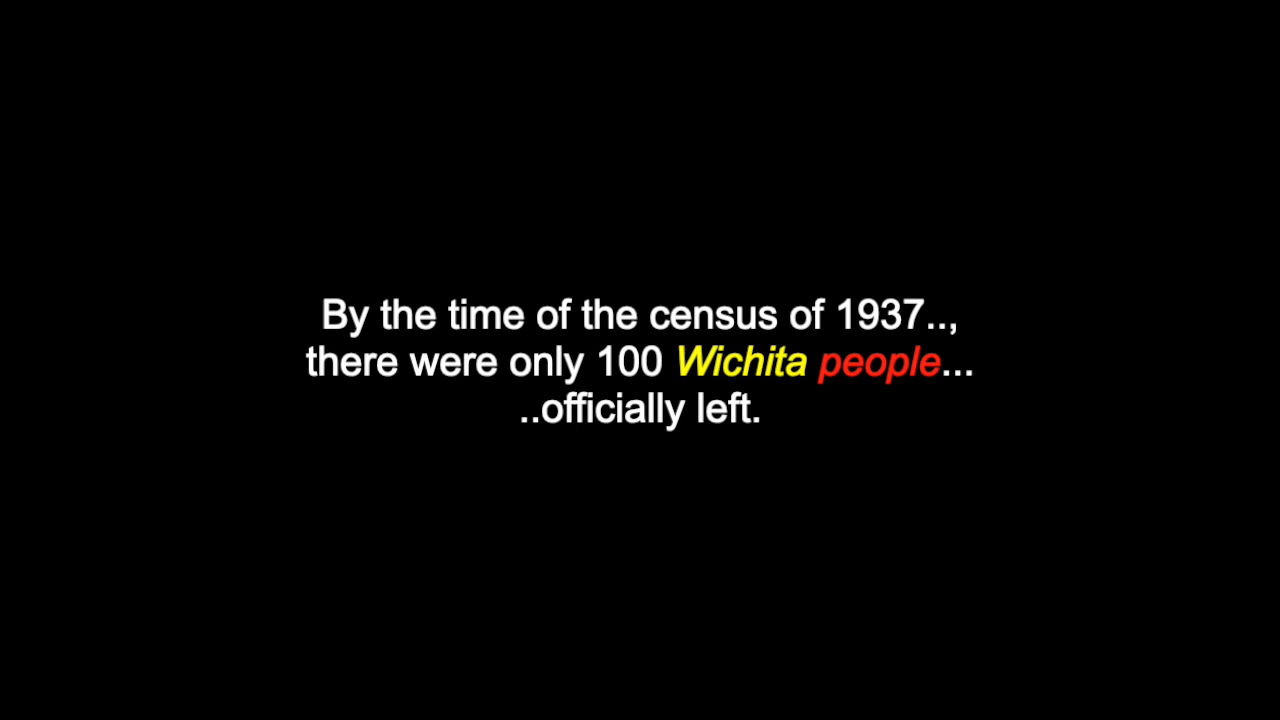 By the time of the census of 1937..,
there were only 100 Wichita people...
..officially left.